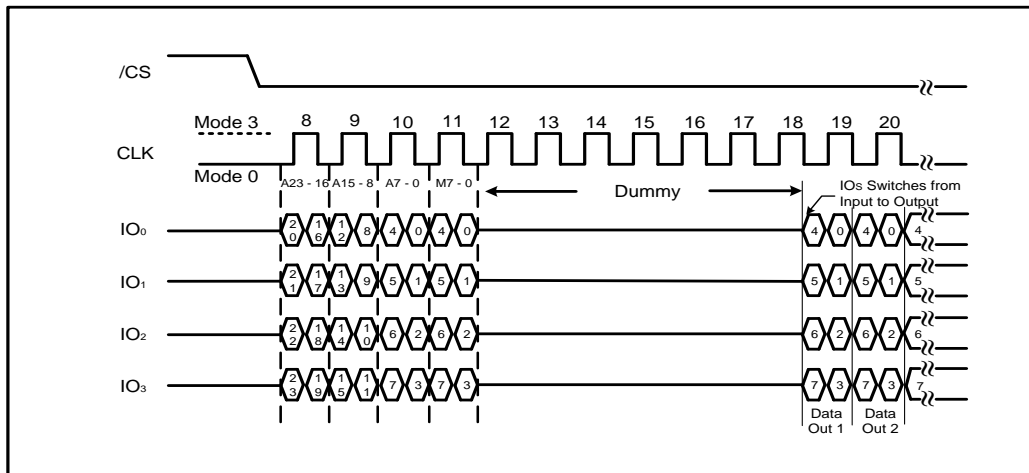 /CS
Mode 3 8 9 10 11 12 13 14 15 16 17 18 19 20
CLK
Mode 0
A23 - 16 A15 - 8 A7 - 0 M7 - 0 Dummy IOs Switches from Input to Output
IO0 20 16 12 8 4 0 4 0 4 0 4 0 4
IO1 21 17 13 9 5 1 5 1 5 1 5 1 5
IO2 22 18 14 10 6 2 6 2 6 2 6 2 6
IO3 23 19 15 11 7 3 7 3 7 3 7 3 7
Data Out 1 Data Out 2